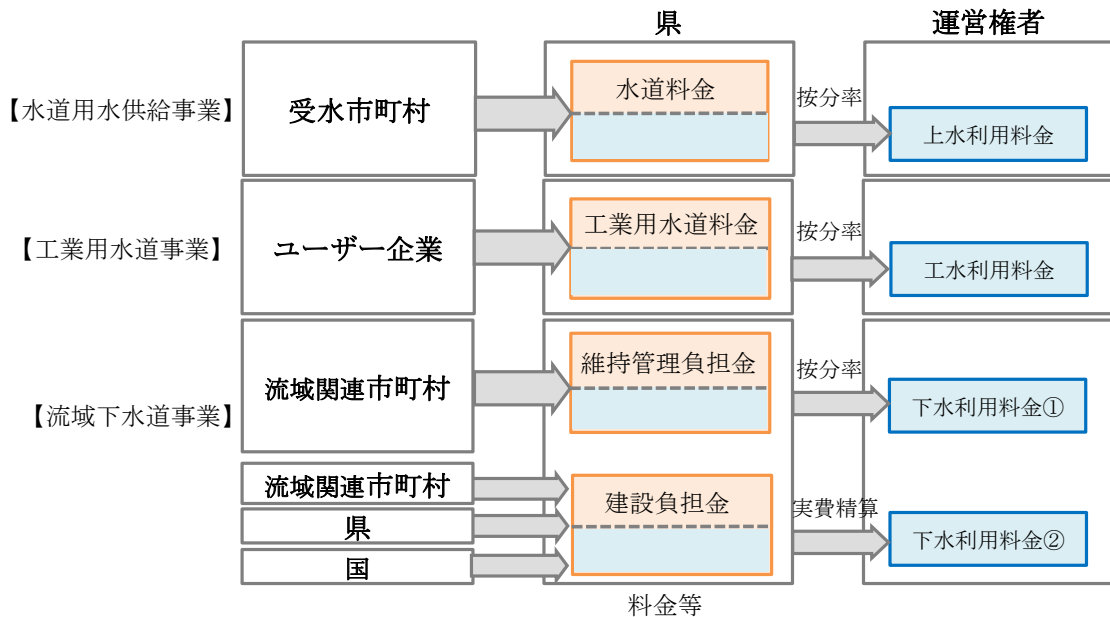 県
運営権者
【水道用水供給事業】
受水市町村
水道料金
按分率
上水利用料金
【工業用水道事業】
ユーザー企業
工業用水道料金
按分率
工水利用料金
【流域下水道事業】
流域関連市町村
維持管理負担金
按分率
下水利用料金①
流域関連市町村
県
国
建設負担金
実費精算
下水利用料金②
料金等